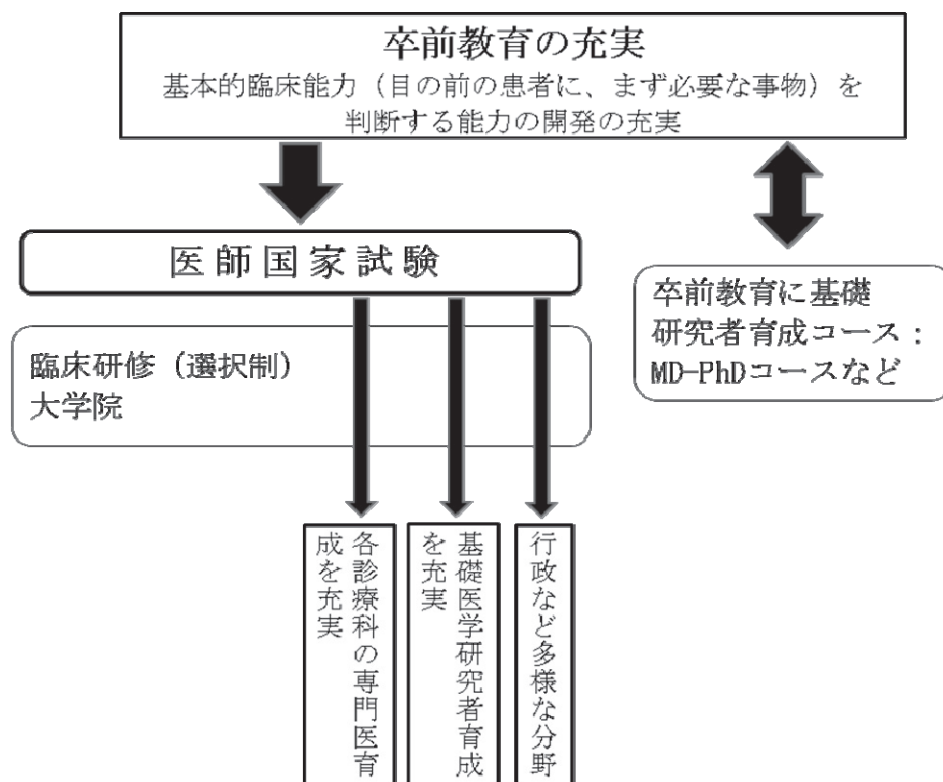 卒前教育の充実
基本的臨床能力（目の前の患者に、まず必要な事物）を
判断する能力の開発の充実
医師国家試験
卒前教育に基礎
研究者育成コース：
MD-PhDコースなど
臨床研修（選択制）
大学院
各診療科の専門医育
成を充実
基礎医学研究者育成
を充実
行政など多様な分野